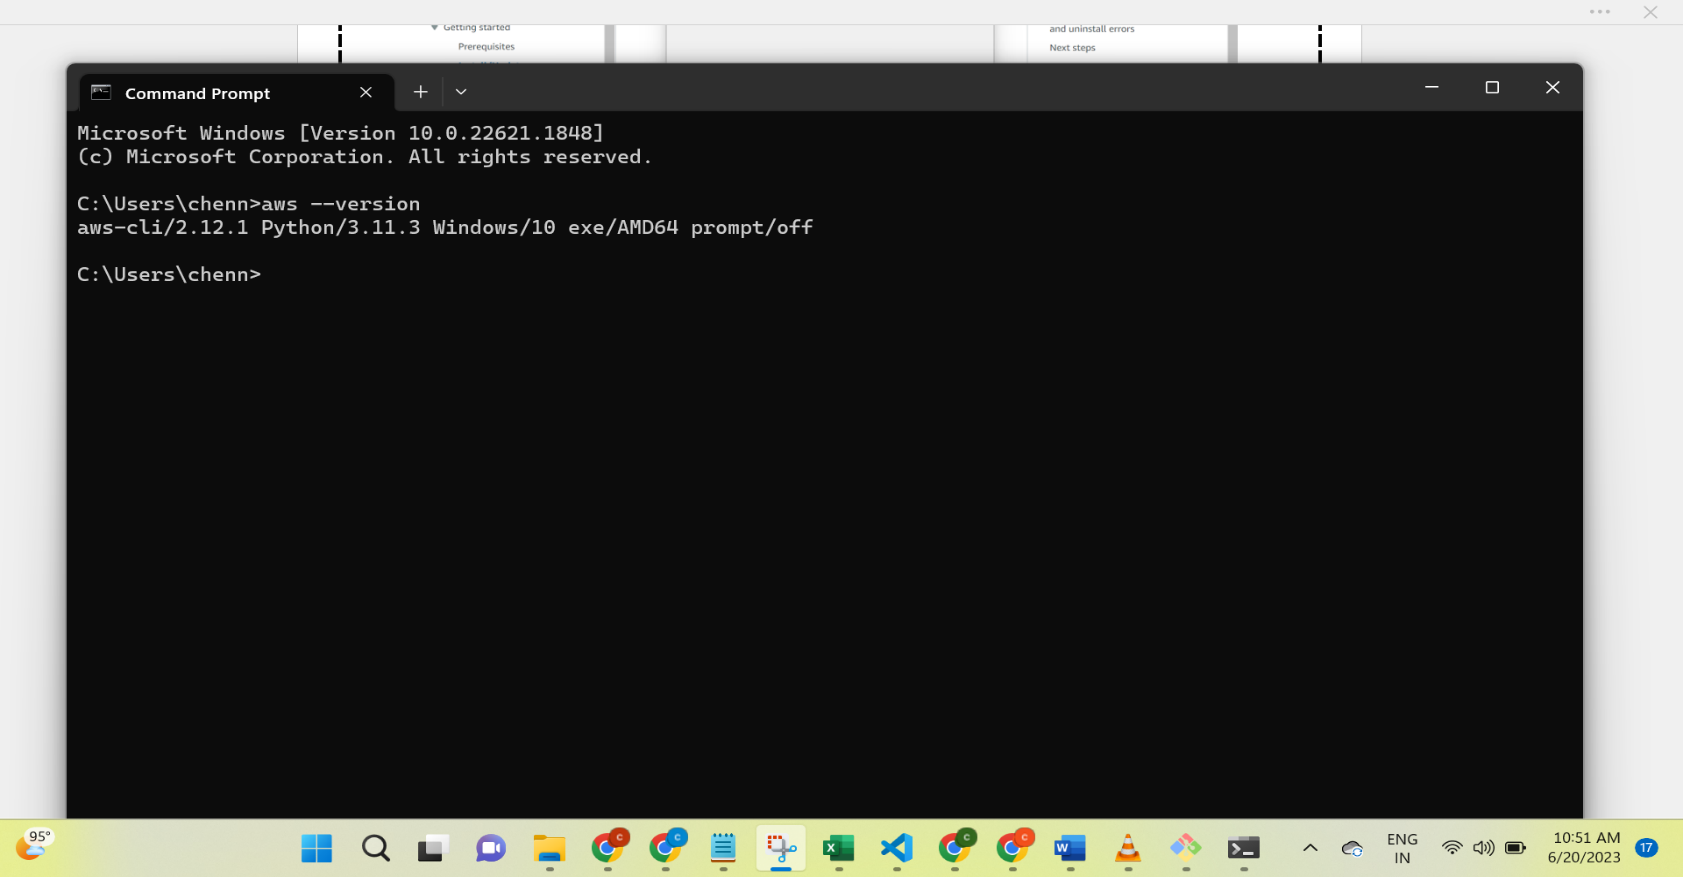 Getting started
and uninstall errors
Prerequisites
Next steps
Command Prompt
Microsoft Windows [Version 10.0.22621.1848]
(c) Microsoft Corporation. All rights reserved.
C:\Users\chenn>aws --version
aws-cli/2.12.1 Python/3.11.3 Windows/10 exe/AMD64 prompt/off
C:\Users\chenn>
95°
C
C
X
C
C
W
ENG
IN
10:51 AM
6/20/2023
17